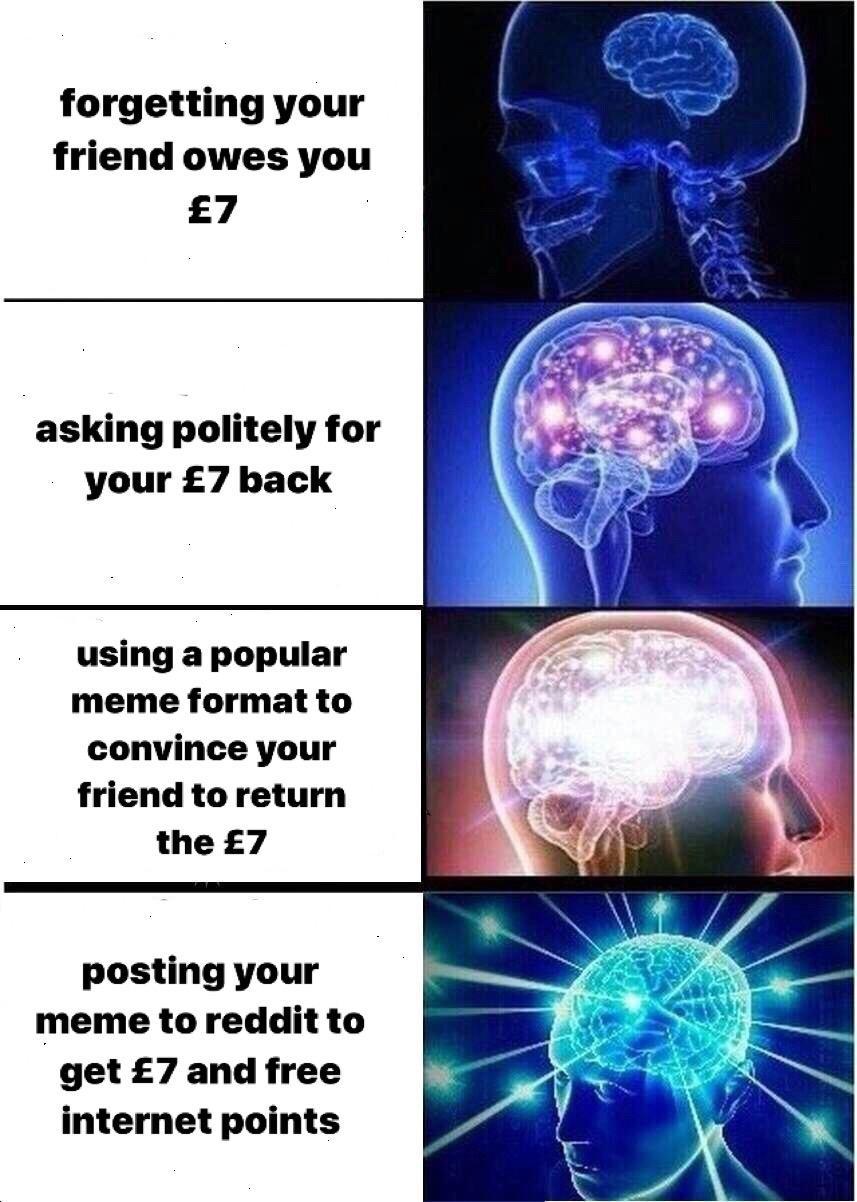 forgetting your
friend owes you
£7
asking politely for
your £7 back
using a popular
meme format to
convince your
friend to return
the £7
posting your
meme to reddit to
get £7 and free
internet points